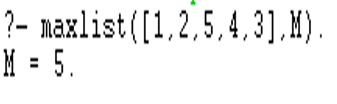 ?- maxlist([1,2,5,4,3],M).
M = 5.